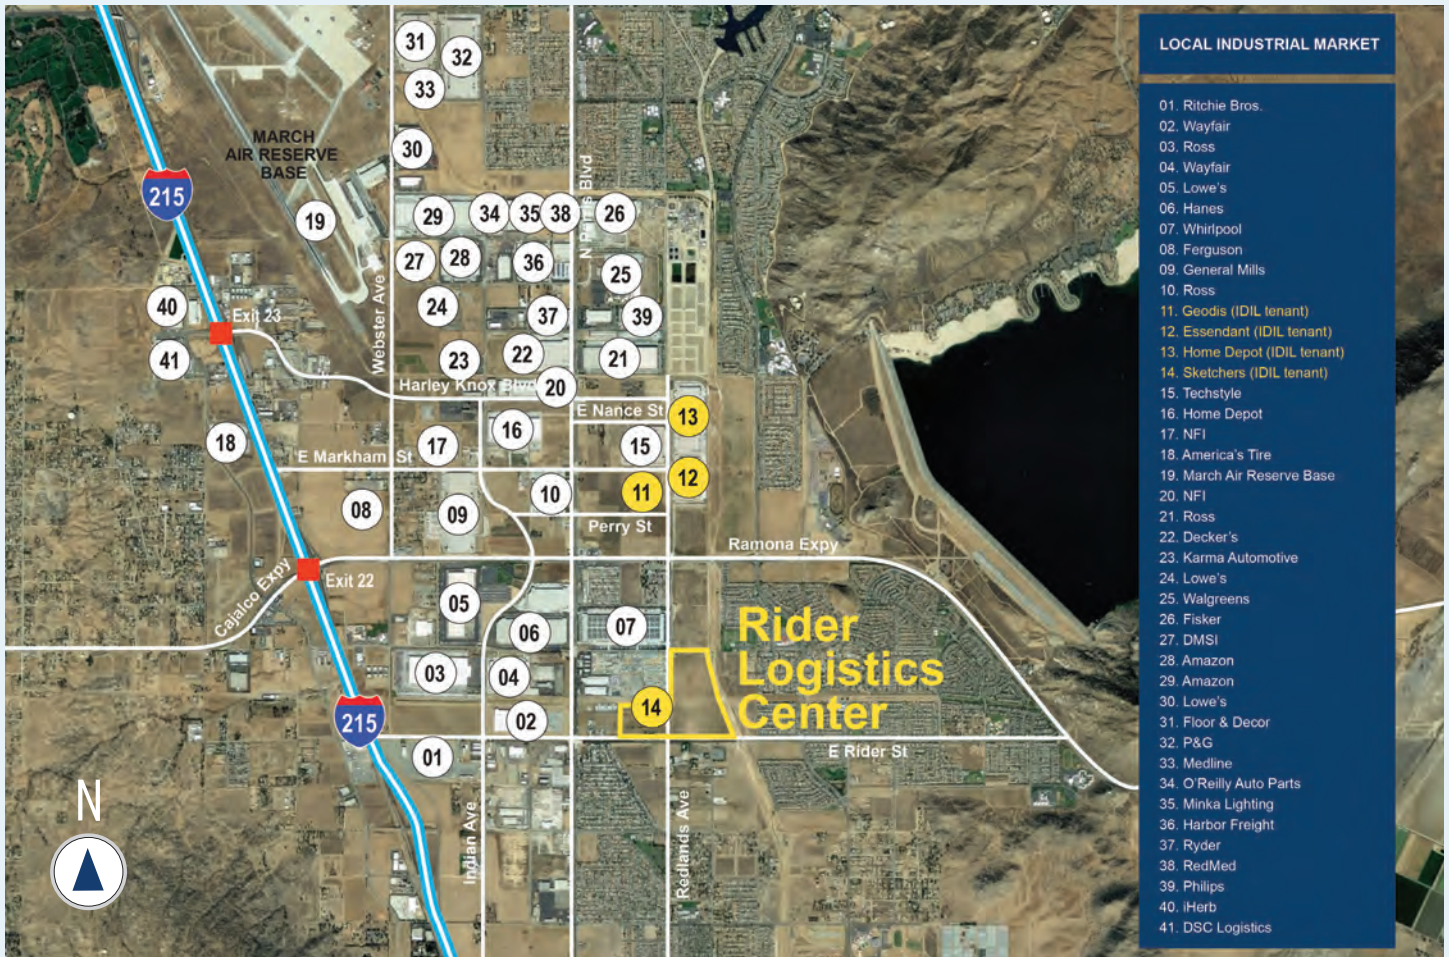 31
32
33
30
MARCH
AIR RESERVE
BASE
215
19
29
34
35
38
26
N Perris Blvd
27
28
36
25
24
37
39
40
Exit 23
41
Webster Ave
23
22
21
Harley Knox Blvd
20
E Nance St
13
18
17
16
15
E Markham St
12
11
10
08
09
Perry St
Ramona Expy
Cajalco Expy
Exit 22
05
06
07
Rider
Logistics
Center
03
04
14
02
215
01
E Rider St
Indian Ave
Redlands Ave
N
LOCAL INDUSTRIAL MARKET
01. Ritchie Bros.
02. Wayfair
03. Ross
04. Wayfair
05. Lowe's
06. Hanes
07. Whirlpool
08. Ferguson
09. General Mills
10. Ross
11. Geodis (IDIL tenant)
12. Essendant (IDIL tenant)
13. Home Depot (IDIL tenant)
14. Sketchers (IDIL tenant)
15. Techstyle
16. Home Depot
17. NFI
18. America's Tire
19. March Air Reserve Base
20. NFI
21. Ross
22. Decker's
23. Karma Automotive
24. Lowe's
25. Walgreens
26. Fisker
27. DMSI
28. Amazon
29. Amazon
30. Lowe's
31. Floor & Decor
32. P&G
33. Medline
34. O'Reilly Auto Parts
35. Minka Lighting
36. Harbor Freight
37. Ryder
38. RedMed
39. Philips
40. iHerb
41. DSC Logistics